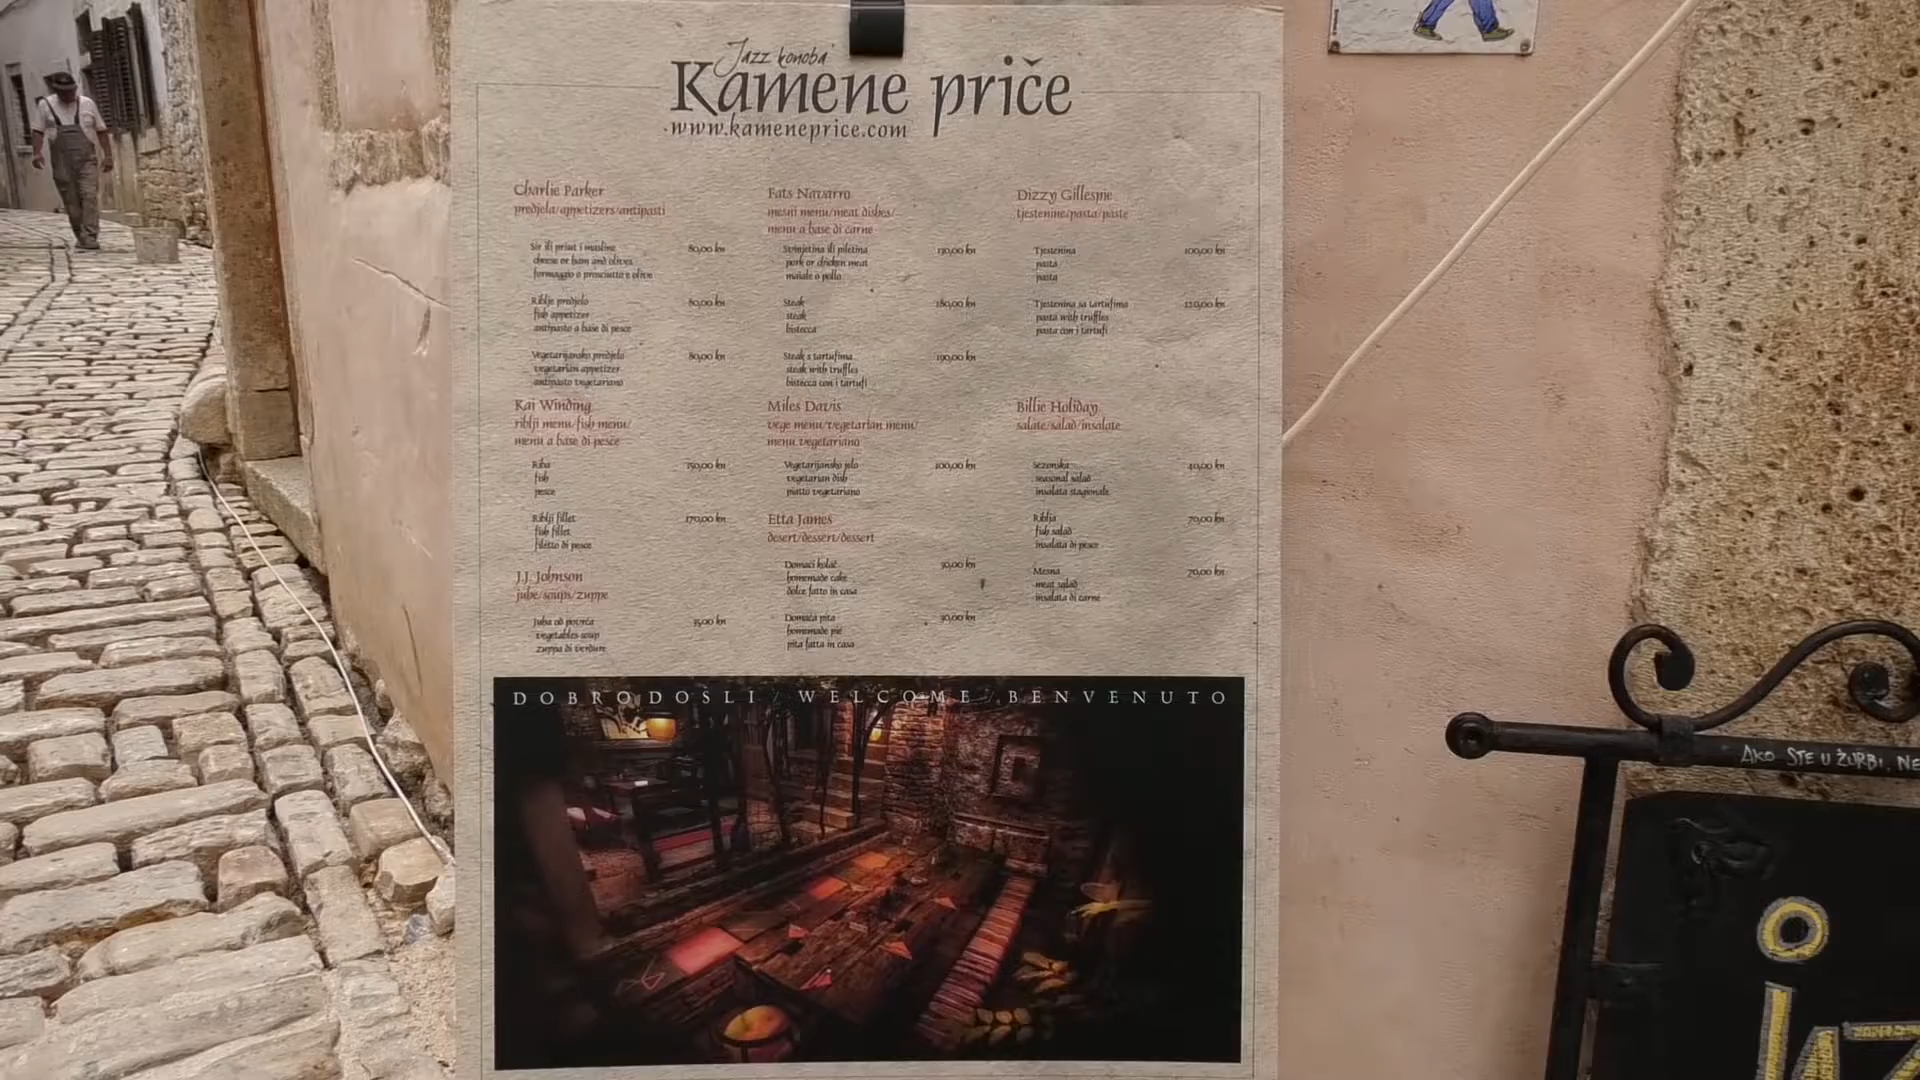 Jazz konoba
Kamene priče
www.kameneprice.com
Charlie Parker
predjela/appetizers/antipasti
Sir ili pršut i masline 80,00 kn
cheese or ham and olives
formaggio o prosciutto e olive
Riblje predjelo 80,00 kn
fish appetizer
antipasto a base di pesce
Vegetarijansko predjelo 80,00 kn
vegetarian appetizer
antipasto vegetariano
Kai Winding
riblji menu/fish menu/
menu a base di pesce
Riba 150,00 kn
fish
pesce
Riblji fillet 170,00 kn
fish fillet
filetto di pesce
J.J. Johnson
juhe/soups/zuppe
Juha od povrća 35,00 kn
vegetables soup
zuppa di verdure
Fats Navarro
mesni menu/meat dishes/
menu a base di carne
Svinjetina ili piletina 130,00 kn
pork or chicken meat
maiale o pollo
Steak 180,00 kn
steak
bistecca
Steak s tartufima 190,00 kn
steak with truffles
bistecca con i tartufi
Miles Davis
vege menu/vegetarian menu/
menu vegetariano
Vegetarijansko jelo 100,00 kn
vegetarian dish
piatto vegetariano
Etta James
desert/dessert/dessert
Domaći kolač 30,00 kn
homemade cake
dolce fatto in casa
Domaća pita 30,00 kn
homemade pie
pita fatta in casa
Dizzy Gillespie
tjestenine/pasta/paste
Tjestenina 100,00 kn
pasta
pasta
Tjestenina sa tartufima 120,00 kn
pasta with truffles
pasta con i tartufi
Billie Holiday
salate/salad/insalate
Sezonska 40,00 kn
seasonal salad
insalata stagionale
Riblja 70,00 kn
fish salad
insalata di pesce
Mesna 70,00 kn
meat salad
insalata di carne
DOBRODOSLI / WELCOME / BENVENUTO
AKO STE U ŽURBI, NE
JAZ